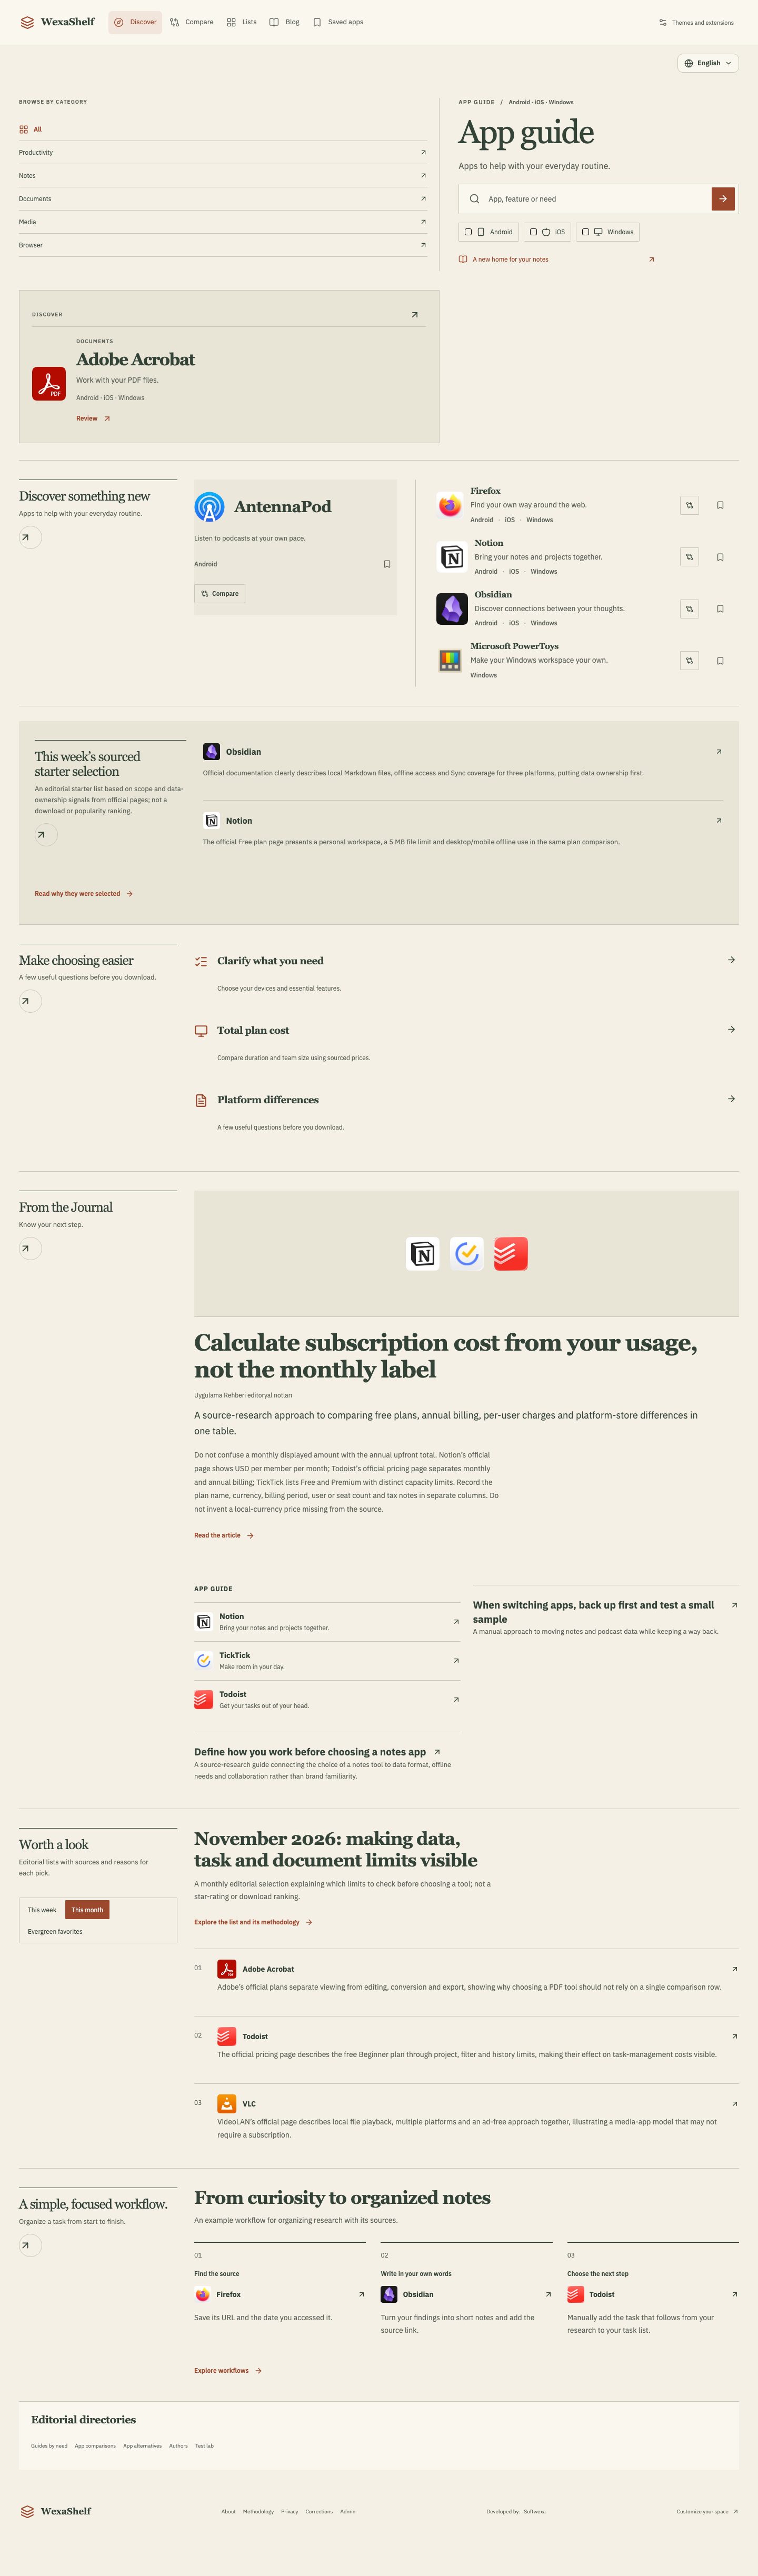 WexaShelf
Discover
Compare
Lists
Blog
Saved apps
Themes and extensions
English
BROWSE BY CATEGORY
All
Productivity
Notes
Documents
Media
Browser
APP GUIDE / Android · iOS · Windows
App guide
Apps to help with your everyday routine.
App, feature or need
Android
iOS
Windows
A new home for your notes
DISCOVER
DOCUMENTS
Adobe Acrobat
Work with your PDF files.
Android · iOS · Windows
Review
PDF
Discover something new
Apps to help with your everyday routine.
AntennaPod
Listen to podcasts at your own pace.
Android
Compare
Firefox
Find your own way around the web.
Android · iOS · Windows
Notion
Bring your notes and projects together.
Android · iOS · Windows
Obsidian
Discover connections between your thoughts.
Android · iOS · Windows
Microsoft PowerToys
Make your Windows workspace your own.
Windows
This week's sourced
starter selection
An editorial starter list based on scope and data-
ownership signals from official pages; not a
download or popularity ranking.
Read why they were selected
Obsidian
Official documentation clearly describes local Markdown files, offline access and Sync coverage for three platforms, putting data ownership first.
Notion
The official Free plan page presents a personal workspace, a 5 MB file limit and desktop/mobile offline use in the same plan comparison.
Make choosing easier
A few useful questions before you download.
Clarify what you need
Choose your devices and essential features.
Total plan cost
Compare duration and team size using sourced prices.
Platform differences
A few useful questions before you download.
From the Journal
Know your next step.
Calculate subscription cost from your usage,
not the monthly label
Uygulama Rehberi editoryal notları
A source-research approach to comparing free plans, annual billing, per-user charges and platform-store differences in
one table.
Do not confuse a monthly displayed amount with the annual upfront total. Notion's official
page shows USD per member per month; Todoist's official pricing page separates monthly
and annual billing; TickTick lists Free and Premium with distinct capacity limits. Record the
plan name, currency, billing period, user or seat count and tax notes in separate columns. Do
not invent a local-currency price missing from the source.
Read the article
APP GUIDE
Notion
Bring your notes and projects together.
TickTick
Make room in your day.
Todoist
Get your tasks out of your head.
When switching apps, back up first and test a small
sample
A manual approach to moving notes and podcast data while keeping a way back.
Define how you work before choosing a notes app
A source-research guide connecting the choice of a notes tool to data format, offline
needs and collaboration rather than brand familiarity.
Worth a look
Editorial lists with sources and reasons for
each pick.
This week
This month
Evergreen favorites
November 2026: making data,
task and document limits visible
A monthly editorial selection explaining which limits to check before choosing a tool; not a
star-rating or download ranking.
Explore the list and its methodology
01
Adobe Acrobat
Adobe's official plans separate viewing from editing, conversion and export, showing why choosing a PDF tool should not rely on a single comparison row.
02
Todoist
The official pricing page describes the free Beginner plan through project, filter and history limits, making their effect on task-management costs visible.
03
VLC
VideoLAN's official page describes local file playback, multiple platforms and an ad-free approach together, illustrating a media-app model that may not
require a subscription.
A simple, focused workflow.
Organize a task from start to finish.
From curiosity to organized notes
An example workflow for organizing research with its sources.
01
Find the source
Firefox
Save its URL and the date you accessed it.
02
Write in your own words
Obsidian
Turn your findings into short notes and add the
source link.
03
Choose the next step
Todoist
Manually add the task that follows from your
research to your task list.
Explore workflows
Editorial directories
Guides by need
App comparisons
App alternatives
Authors
Test lab
WexaShelf
About
Methodology
Privacy
Corrections
Admin
Developed by: Softwexa
Customize your space